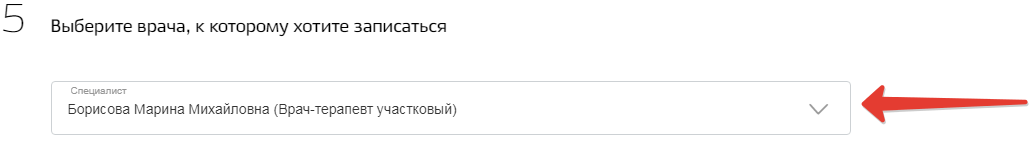 5
Выберите врача, к которому хотите записаться
Специалист
Борисова Марина Михайловна (Врач-терапевт участковый)